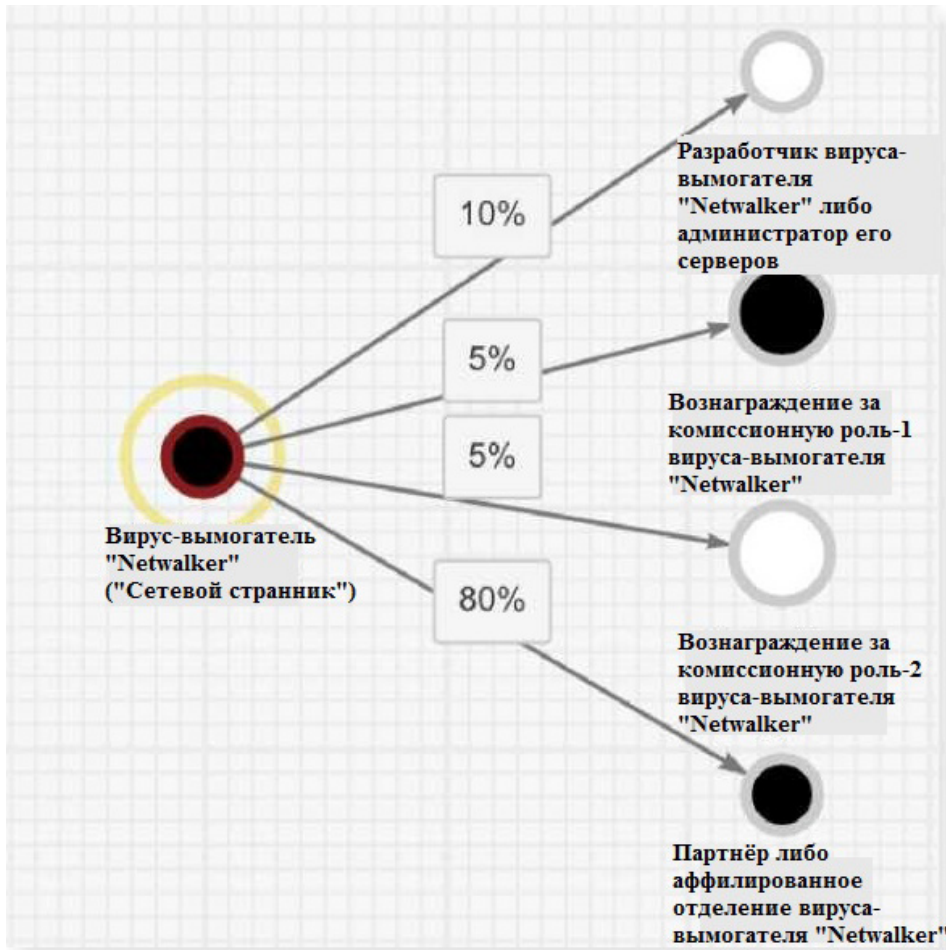 10%
Разработчик вируса-
вымогателя
"Netwalker" либо
администратор его
серверов
5%
Вознаграждение за
комиссионную роль-1
вируса-вымогателя
"Netwalker"
5%
Вирус-вымогатель
"Netwalker"
("Сетевой странник")
80%
Вознаграждение за
комиссионную роль-2
вируса-вымогателя
"Netwalker"
Партнёр либо
аффилированное
отделение вируса-
вымогателя "Netwalker"